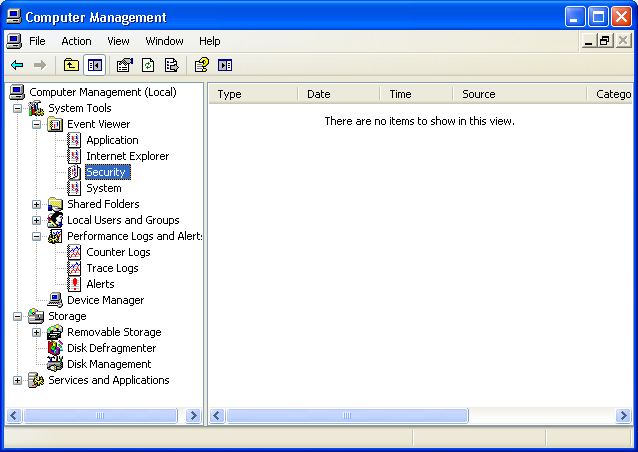 Computer Management
File Action View Window Help
Computer Management (Local)
System Tools
Event Viewer
Application
Internet Explorer
Security
System
Shared Folders
Local Users and Groups
Performance Logs and Alerts
Counter Logs
Trace Logs
Alerts
Device Manager
Storage
Removable Storage
Disk Defragmenter
Disk Management
Services and Applications
Type Date Time Source Catego
There are no items to show in this view.